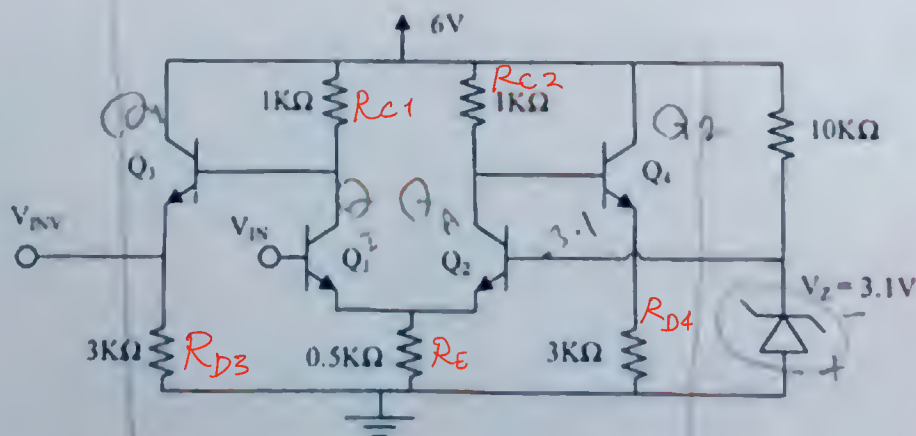 6V
1KΩ
RC1
RC2
1KΩ
10KΩ
Q3
Q4
VINV
VIN
Q1
Q2
3.1
VZ = 3.1V
3KΩ
RD3
0.5KΩ
RE
RD4
3KΩ
- +